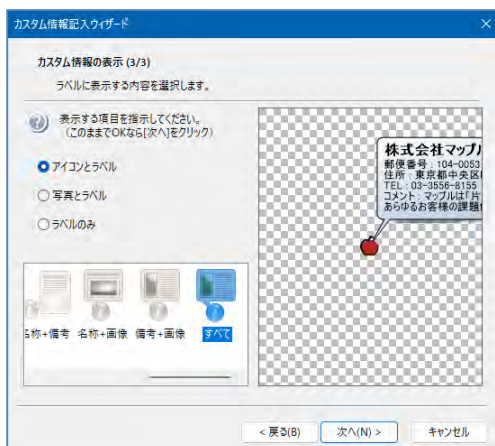 カスタム情報記入ウィザード
カスタム情報の表示 (3/3)
ラベルに表示する内容を選択します。
表示する項目を指示してください。
(このままでOKなら[次へ]をクリック)
アイコンとラベル
写真とラベル
ラベルのみ
名称+備考 名称+画像 備考+画像 すべて
株式会社マップル
郵便番号:104-0053
住所:東京都中央区
TEL:03-3556-8155
コメント:マップルは「片
あらゆるお客様の課題
< 戻る(B) 次へ(N) > キャンセル